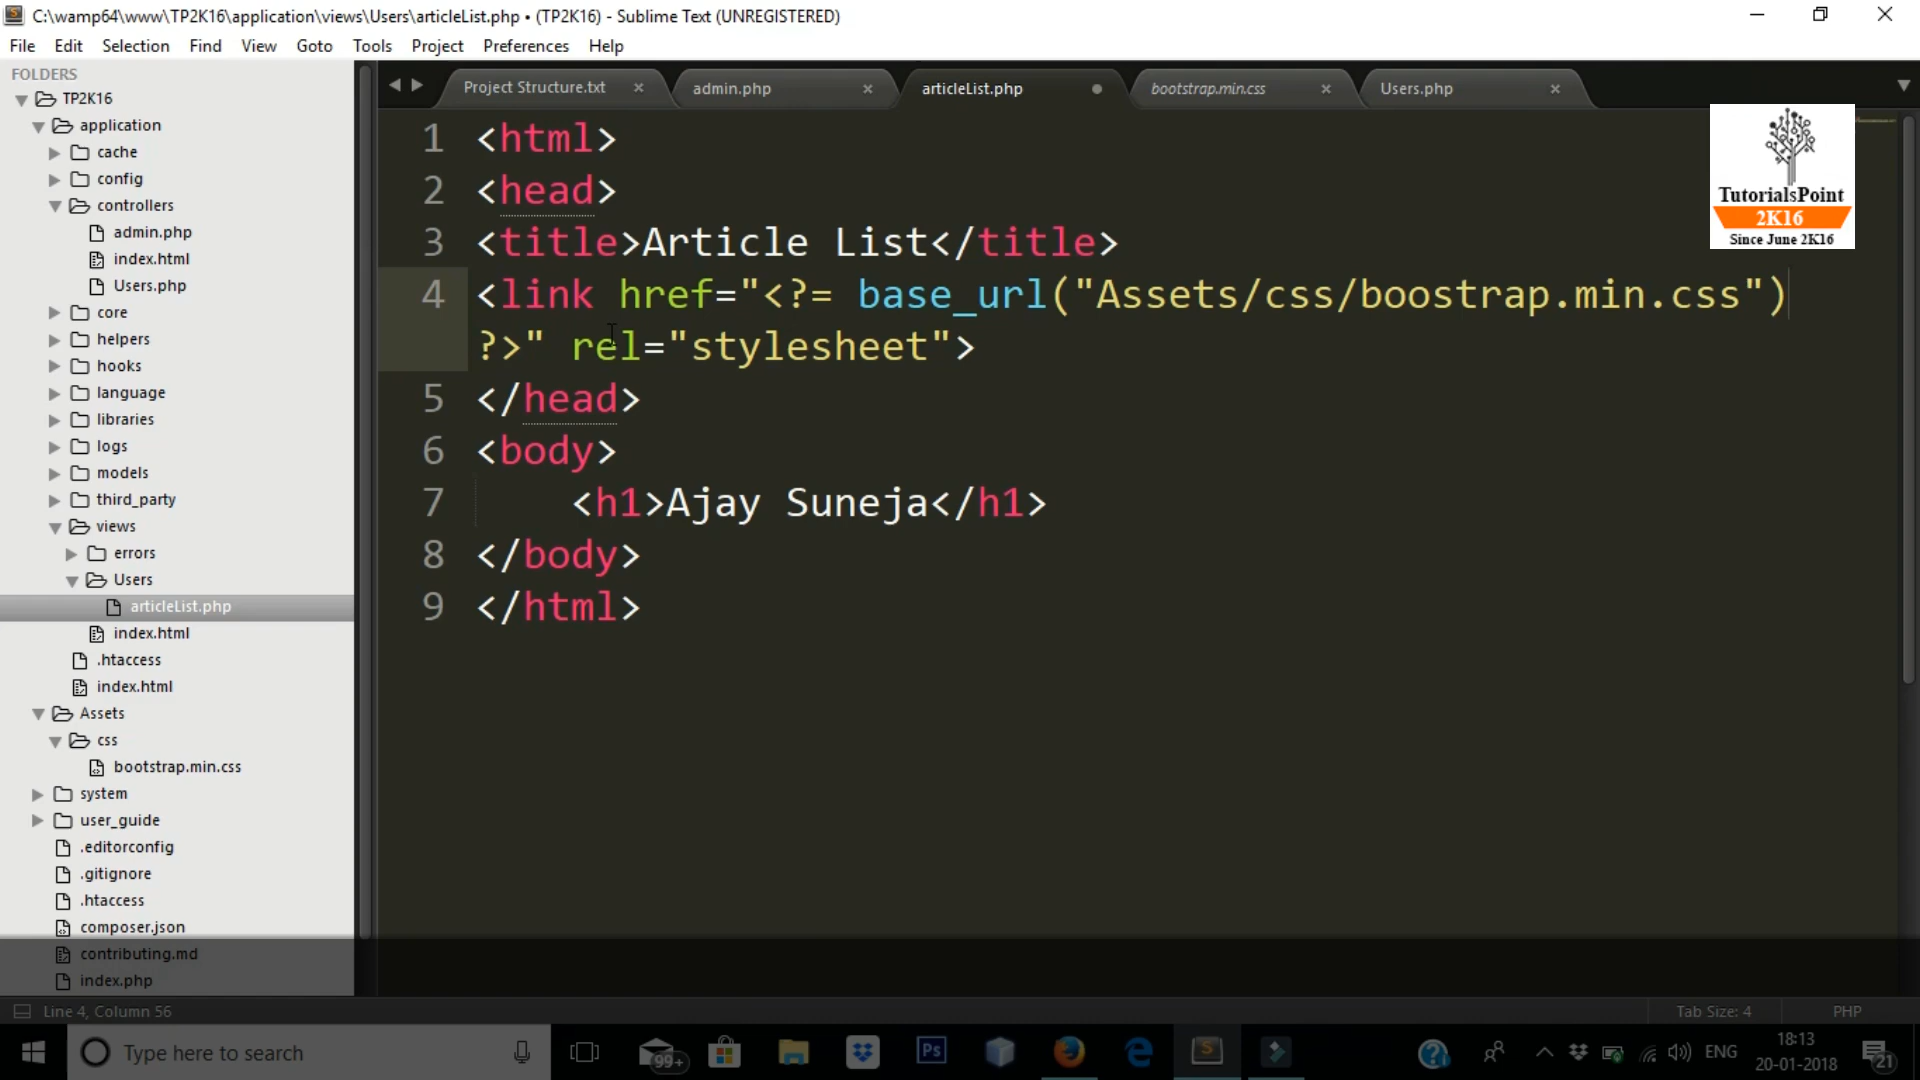 C:\wamp64\www\TP2K16\application\views\Users\articleList.php • (TP2K16) - Sublime Text (UNREGISTERED)
File Edit Selection Find View Goto Tools Project Preferences Help
FOLDERS
TP2K16
application
cache
config
controllers
admin.php
index.html
Users.php
core
helpers
hooks
language
libraries
logs
models
third_party
views
errors
Users
articleList.php
index.html
.htaccess
index.html
Assets
css
bootstrap.min.css
system
user_guide
.editorconfig
.gitignore
.htaccess
composer.json
contributing.md
index.php
Project Structure.txt admin.php articleList.php bootstrap.min.css Users.php
1 <html>
2 <head>
3 <title>Article List</title>
4 <link href="<?= base_url("Assets/css/boostrap.min.css")
?>" rel="stylesheet">
5 </head>
6 <body>
7 <h1>Ajay Suneja</h1>
8 </body>
9 </html>
TutorialsPoint
2K16
Since June 2K16
Line 4, Column 56 Tab Size: 4 PHP
Type here to search
99+
Ps
ENG
18:13
20-01-2018
21